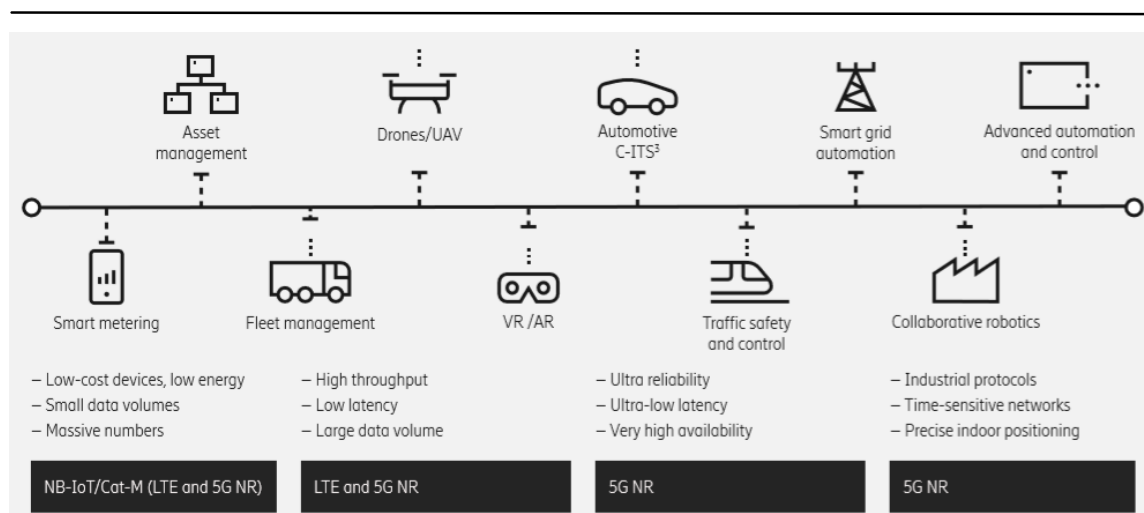 Asset
management
Drones/UAV
Automotive
C-ITS³
Smart grid
automation
Advanced automation
and control
Smart metering
Fleet management
VR /AR
Traffic safety
and control
Collaborative robotics
– Low-cost devices, low energy
– Small data volumes
– Massive numbers
– High throughput
– Low latency
– Large data volume
– Ultra reliability
– Ultra-low latency
– Very high availability
– Industrial protocols
– Time-sensitive networks
– Precise indoor positioning
NB-IoT/Cat-M (LTE and 5G NR)
LTE and 5G NR
5G NR
5G NR